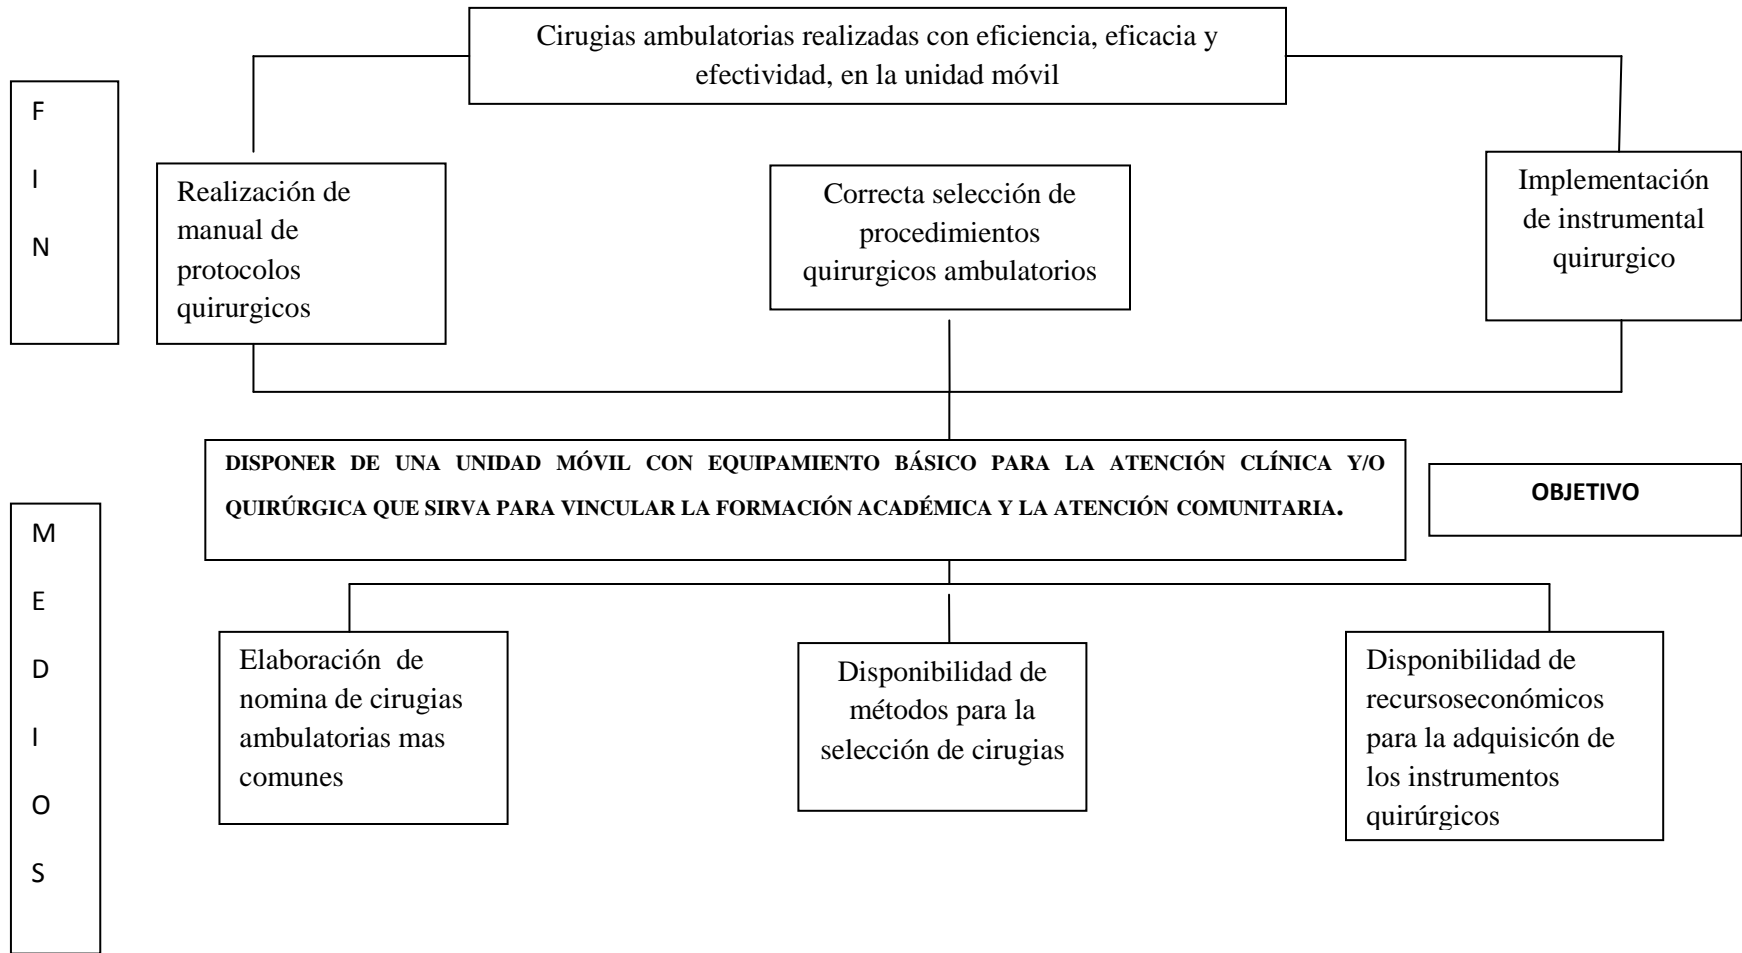 Cirugias ambulatorias realizadas con eficiencia, eficacia y
efectividad, en la unidad móvil
F
I
N
Realización de
manual de
protocolos
quirurgicos
Correcta selección de
procedimientos
quirurgicos ambulatorios
Implementación
de instrumental
quirurgico
DISPONER DE UNA UNIDAD MÓVIL CON EQUIPAMIENTO BÁSICO PARA LA ATENCIÓN CLÍNICA Y/O
QUIRÚRGICA QUE SIRVA PARA VINCULAR LA FORMACIÓN ACADÉMICA Y LA ATENCIÓN COMUNITARIA.
OBJETIVO
M
E
D
I
O
S
Elaboración de
nomina de cirugias
ambulatorias mas
comunes
Disponibilidad de
métodos para la
selección de cirugias
Disponibilidad de
recursoseconómicos
para la adquisicón de
los instrumentos
quirúrgicos